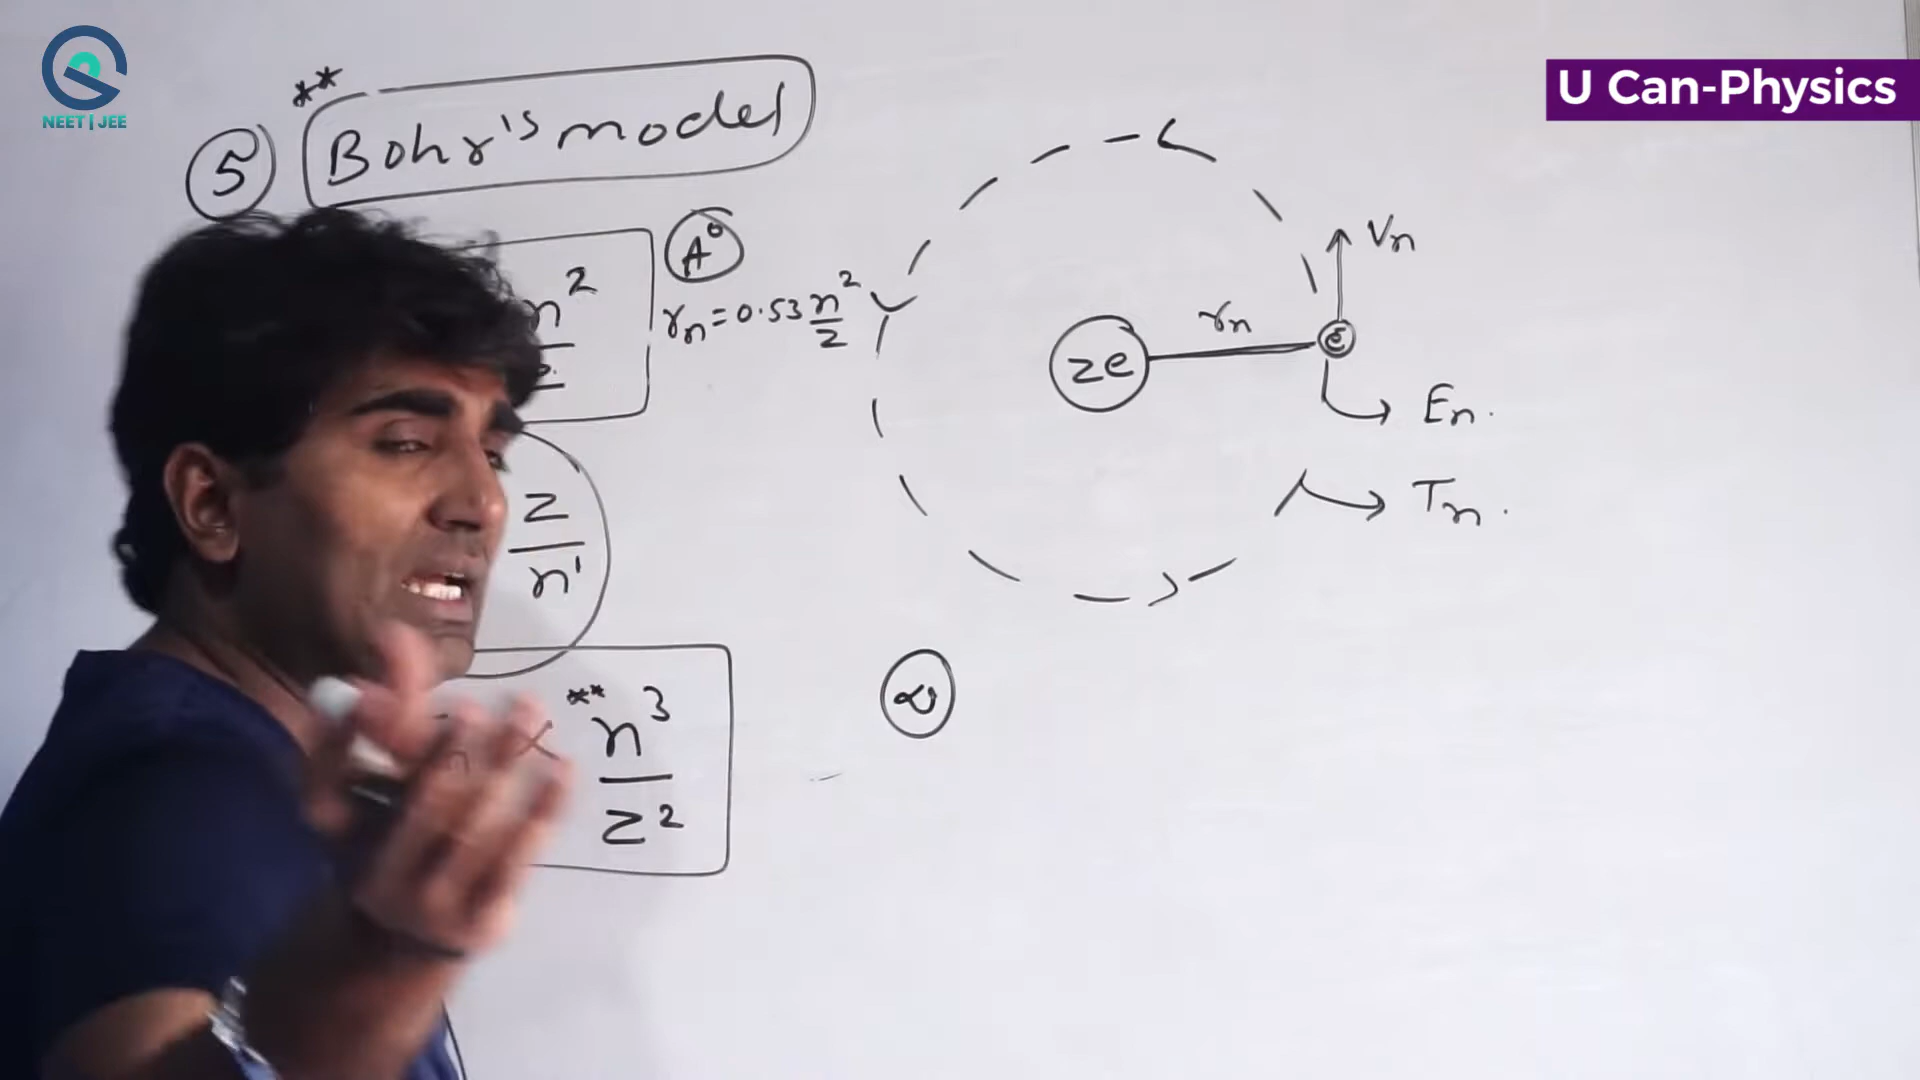 NEET | JEE
U Can-Physics
**
5 Bohr's model
A°
n²
rn = 0.53 n²/z
z/n'
n ∝ ** n³/z²
ze
rn
e
Vn
En.
Tn.